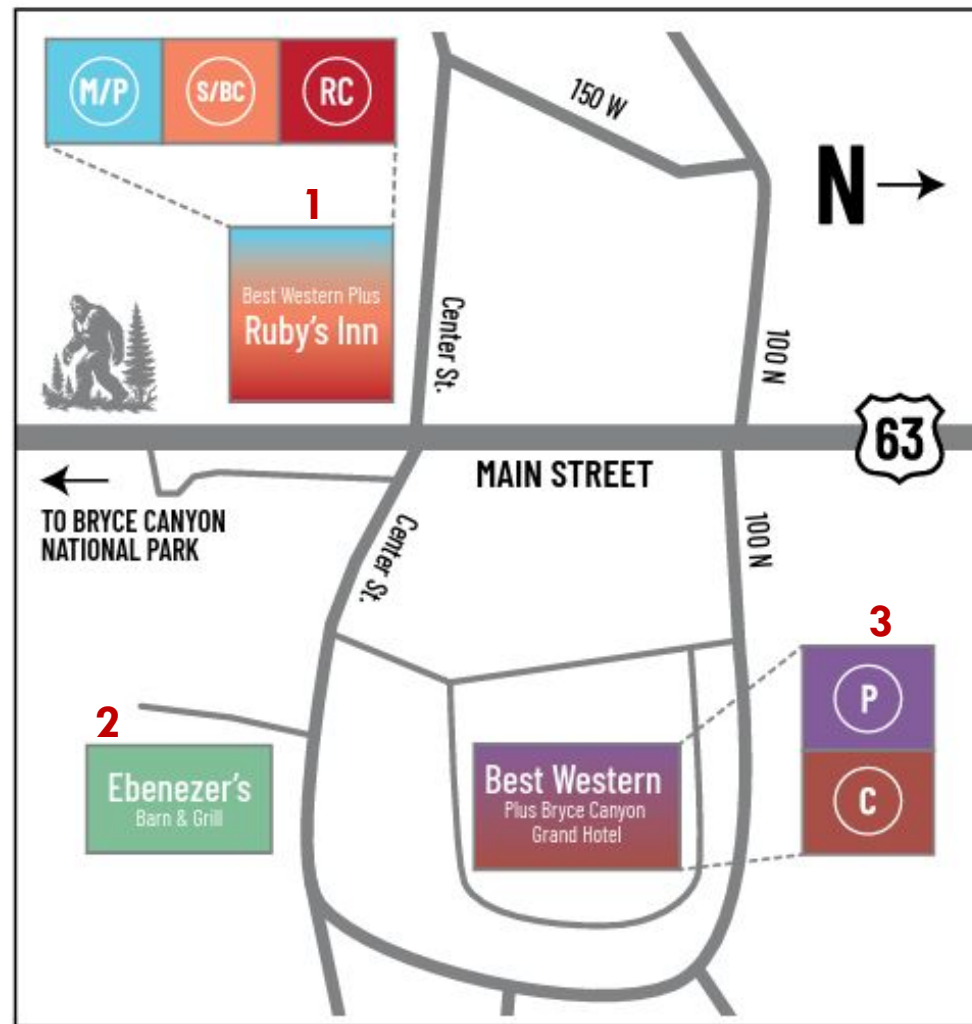 M/P
S/BC
RC
150 W
N
1
Best Western Plus
Ruby's Inn
Center St.
100 N
63
MAIN STREET
TO BRYCE CANYON
NATIONAL PARK
Center St.
100 N
3
P
2
Ebenezer's
Barn & Grill
Best Western
Plus Bryce Canyon
Grand Hotel
C